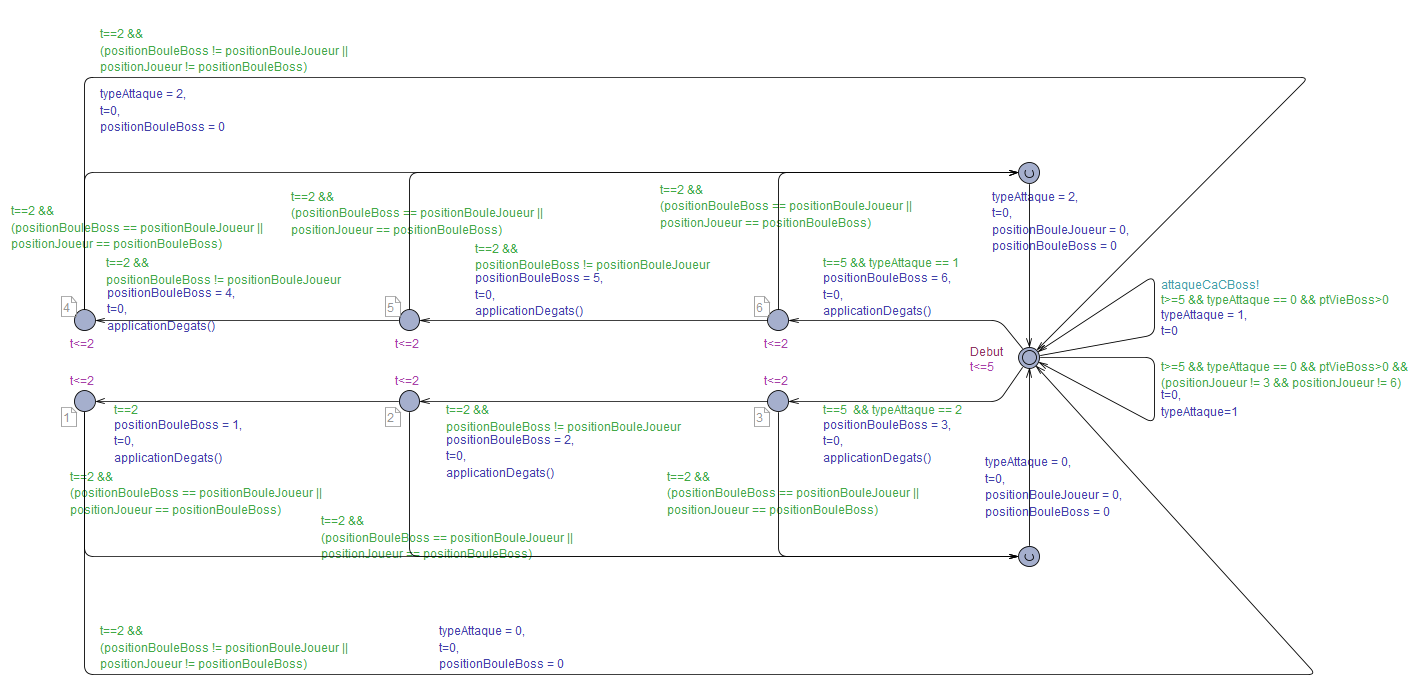 t==2 &&
(positionBouleBoss != positionBouleJoueur ||
positionJoueur != positionBouleBoss)
typeAttaque = 2,
t=0,
positionBouleBoss = 0
t==2 &&
(positionBouleBoss == positionBouleJoueur ||
positionJoueur == positionBouleBoss)
t==2 &&
(positionBouleBoss == positionBouleJoueur ||
positionJoueur == positionBouleBoss)
t==2 &&
(positionBouleBoss == positionBouleJoueur ||
positionJoueur == positionBouleBoss)
typeAttaque = 2,
t=0,
positionBouleJoueur = 0,
positionBouleBoss = 0
t==2 &&
positionBouleBoss != positionBouleJoueur
positionBouleBoss = 4,
t=0,
applicationDegats()
t==2 &&
positionBouleBoss != positionBouleJoueur
positionBouleBoss = 5,
t=0,
applicationDegats()
t==5 && typeAttaque == 1
positionBouleBoss = 6,
t=0,
applicationDegats()
4
5
6
t<=2
t<=2
t<=2
attaqueCaCBoss!
t>=5 && typeAttaque == 0 && ptVieBoss>0
typeAttaque = 1,
t=0
Debut
t<=5
t>=5 && typeAttaque == 0 && ptVieBoss>0 &&
(positionJoueur != 3 && positionJoueur != 6)
t=0,
typeAttaque=1
t<=2
t<=2
t<=2
1
2
3
t==2
positionBouleBoss = 1,
t=0,
applicationDegats()
t==2 &&
positionBouleBoss != positionBouleJoueur
positionBouleBoss = 2,
t=0,
applicationDegats()
t==5  && typeAttaque == 2
positionBouleBoss = 3,
t=0,
applicationDegats()
typeAttaque = 0,
t=0,
positionBouleJoueur = 0,
positionBouleBoss = 0
t==2 &&
(positionBouleBoss == positionBouleJoueur ||
positionJoueur == positionBouleBoss)
t==2 &&
(positionBouleBoss == positionBouleJoueur ||
positionJoueur == positionBouleBoss)
t==2 &&
(positionBouleBoss == positionBouleJoueur ||
positionJoueur == positionBouleBoss)
t==2 &&
(positionBouleBoss != positionBouleJoueur ||
positionJoueur != positionBouleBoss)
typeAttaque = 0,
t=0,
positionBouleBoss = 0